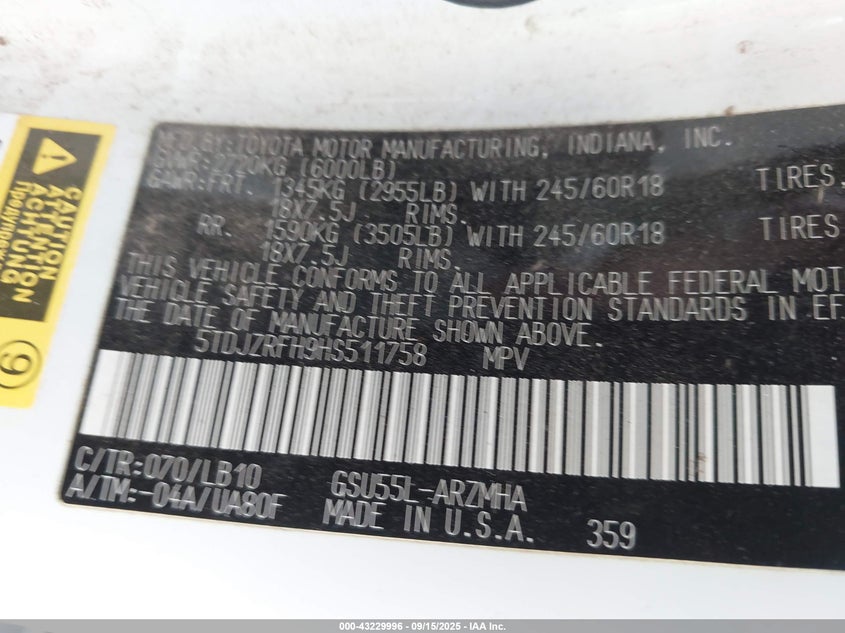 MFD.BY:TOYOTA MOTOR MANUFACTURING, INDIANA, INC.
GVWR:2720KG (6000LB)
GAWR:FRT. 1345KG (2955LB) WITH 245/60R18 TIRES,
18X7.5J RIMS.
RR. 1590KG (3505LB) WITH 245/60R18 TIRES
18X7.5J RIMS.
THIS VEHICLE CONFORMS TO ALL APPLICABLE FEDERAL MOT
VEHICLE SAFETY AND THEFT PREVENTION STANDARDS IN EF
THE DATE OF MANUFACTURE SHOWN ABOVE.
5TDJZRFH9HS511758 MPV
C/TR:070/LB10 GSU55L-ARZMHA
A/TM:-04A/UA80F MADE IN U.S.A. 359
CAUTION
ATTENTION
ACHTUNG
9
000-43229996 - 09/15/2025 - IAA Inc.